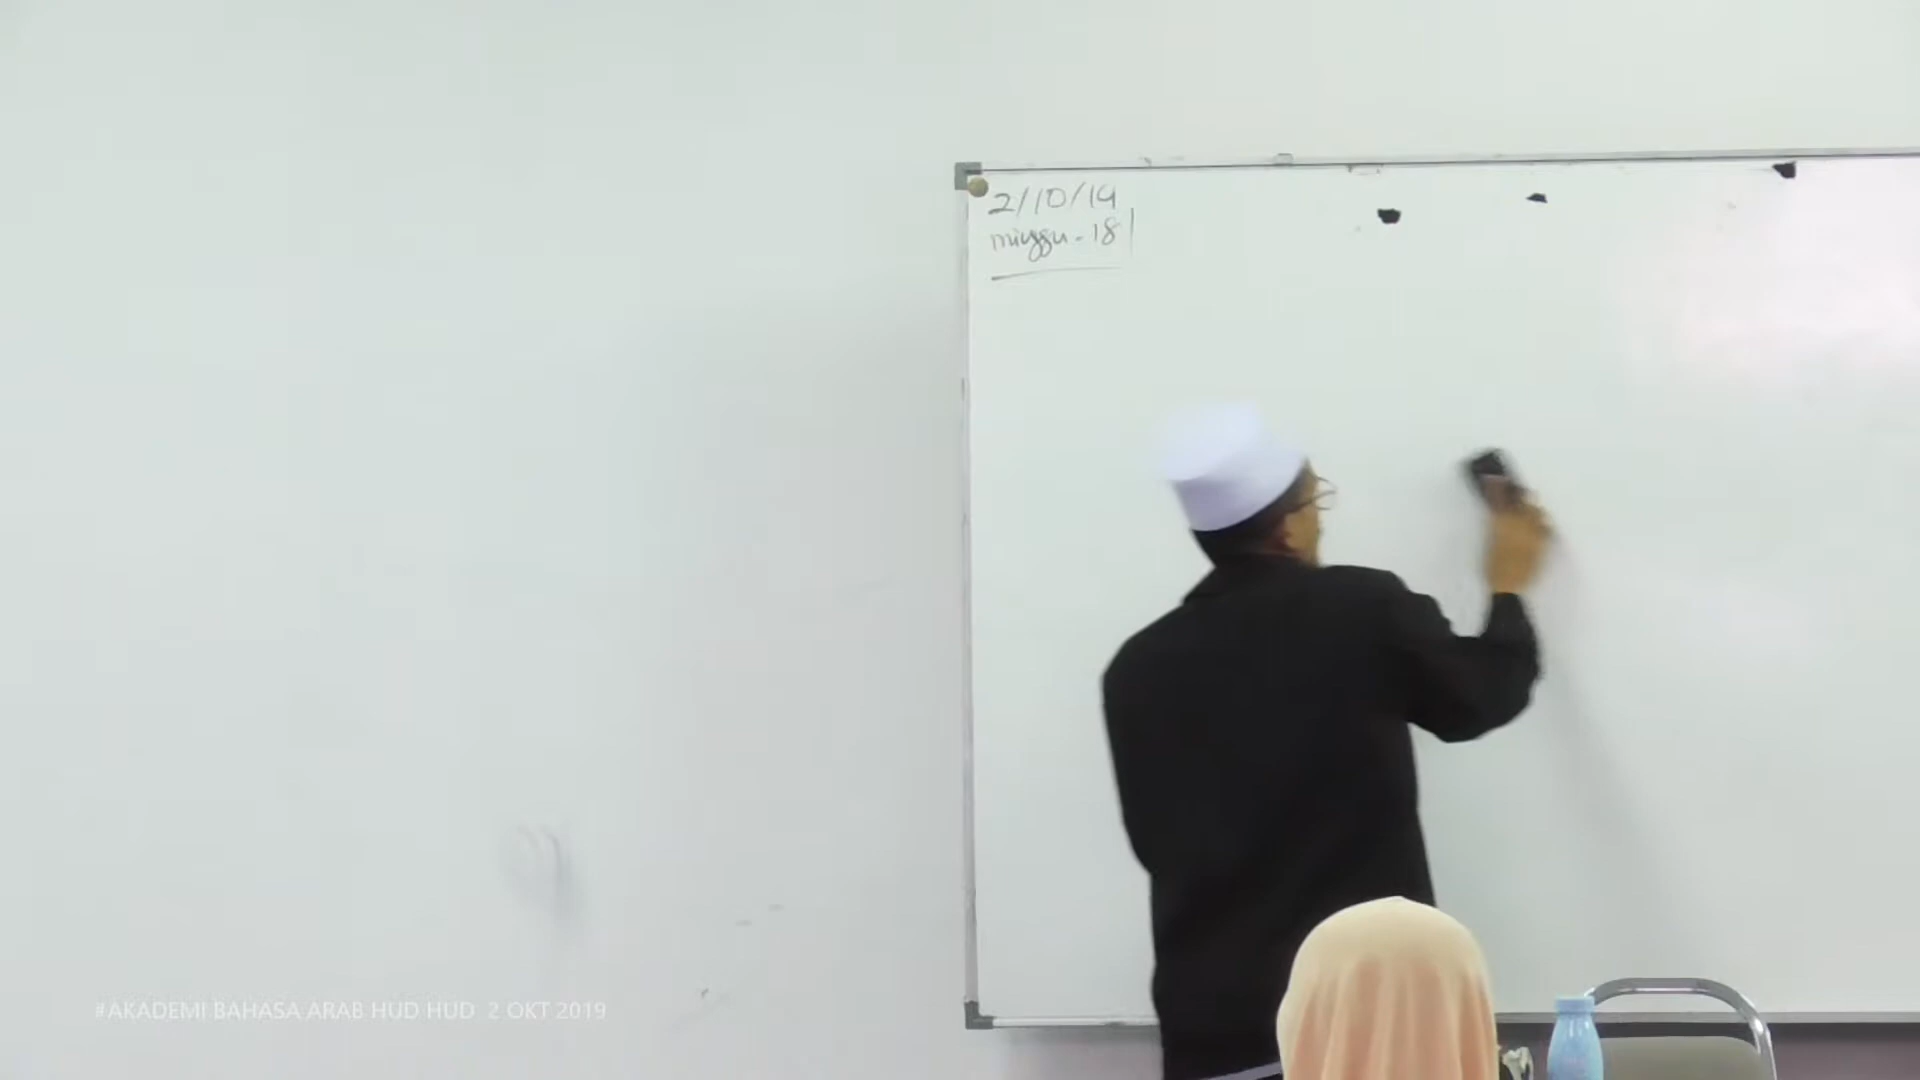 2/10/19
minggu - 18
#AKADEMI BAHASA ARAB HUD HUD 2 OKT 2019